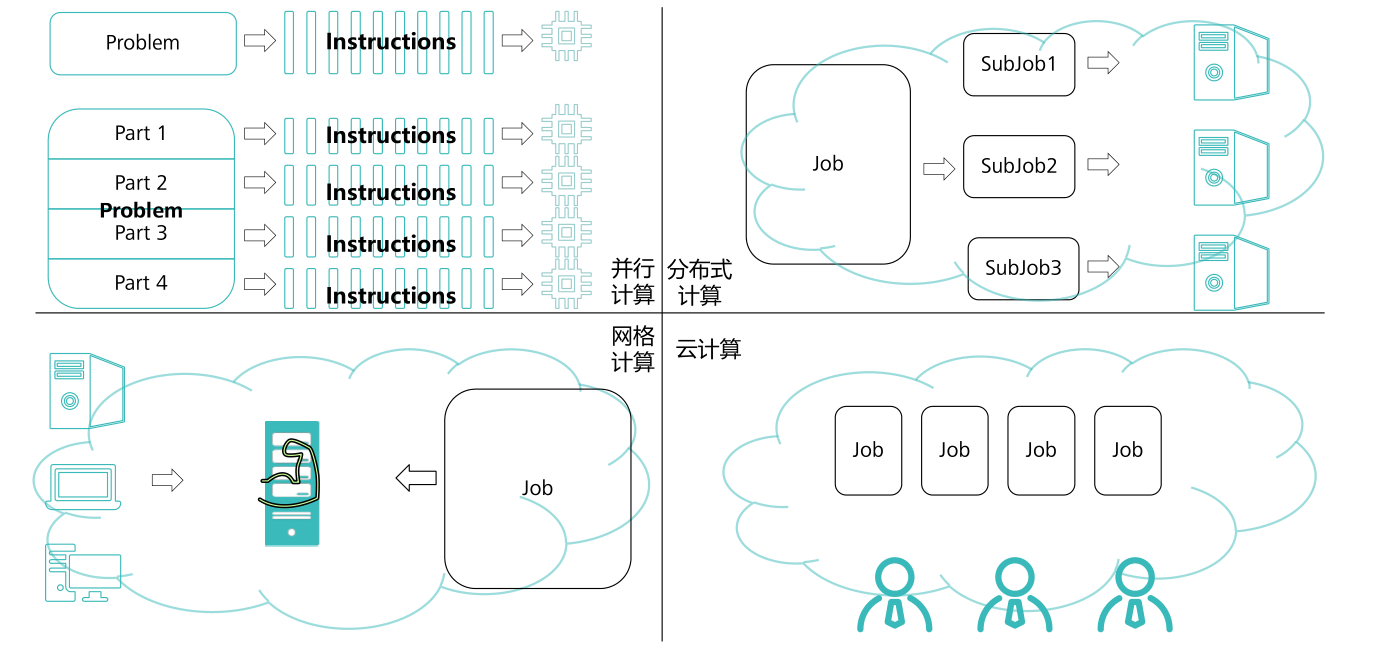 Problem
Instructions
Part 1
Instructions
Part 2
Instructions
Problem
Part 3
Instructions
Part 4
Instructions
并行
计算
Job
SubJob1
SubJob2
SubJob3
分布式
计算
网格
计算
Job
云计算
Job
Job
Job
Job